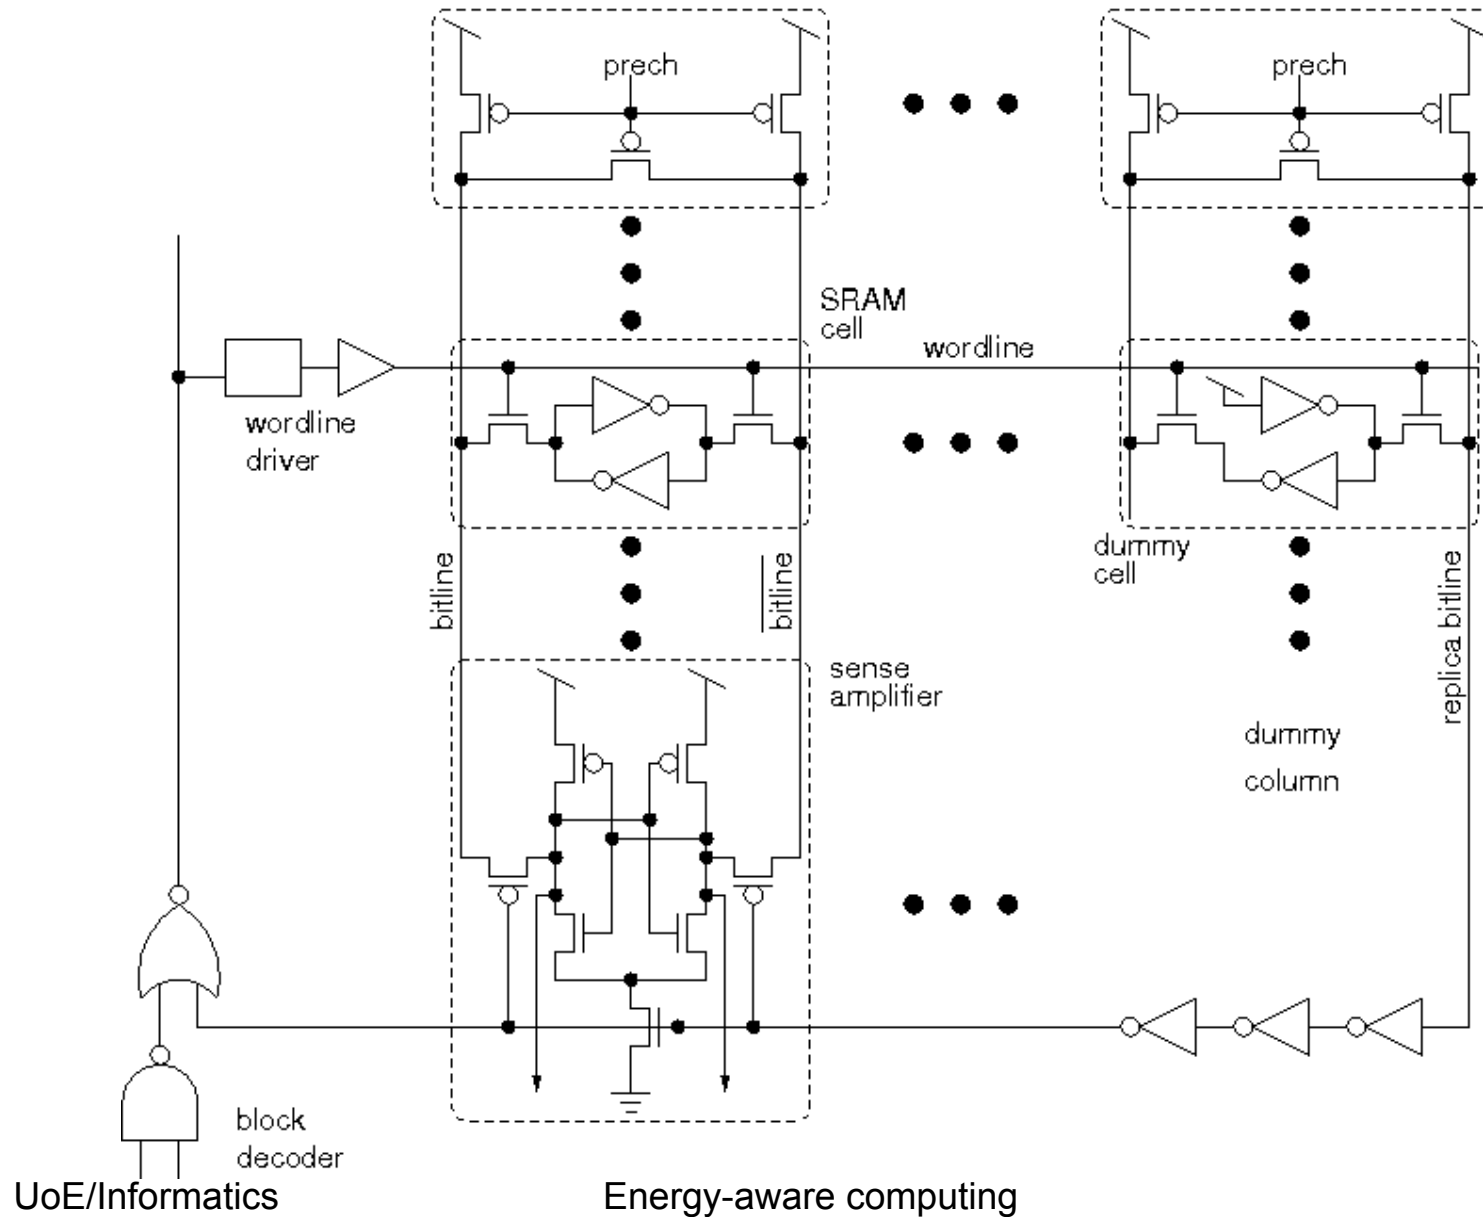 prech
prech
SRAM
cell
wordline
wordline
driver
dummy
cell
bitline
bitline
replica bitline
sense
amplifier
dummy
column
block
decoder
UoE/Informatics
Energy-aware computing